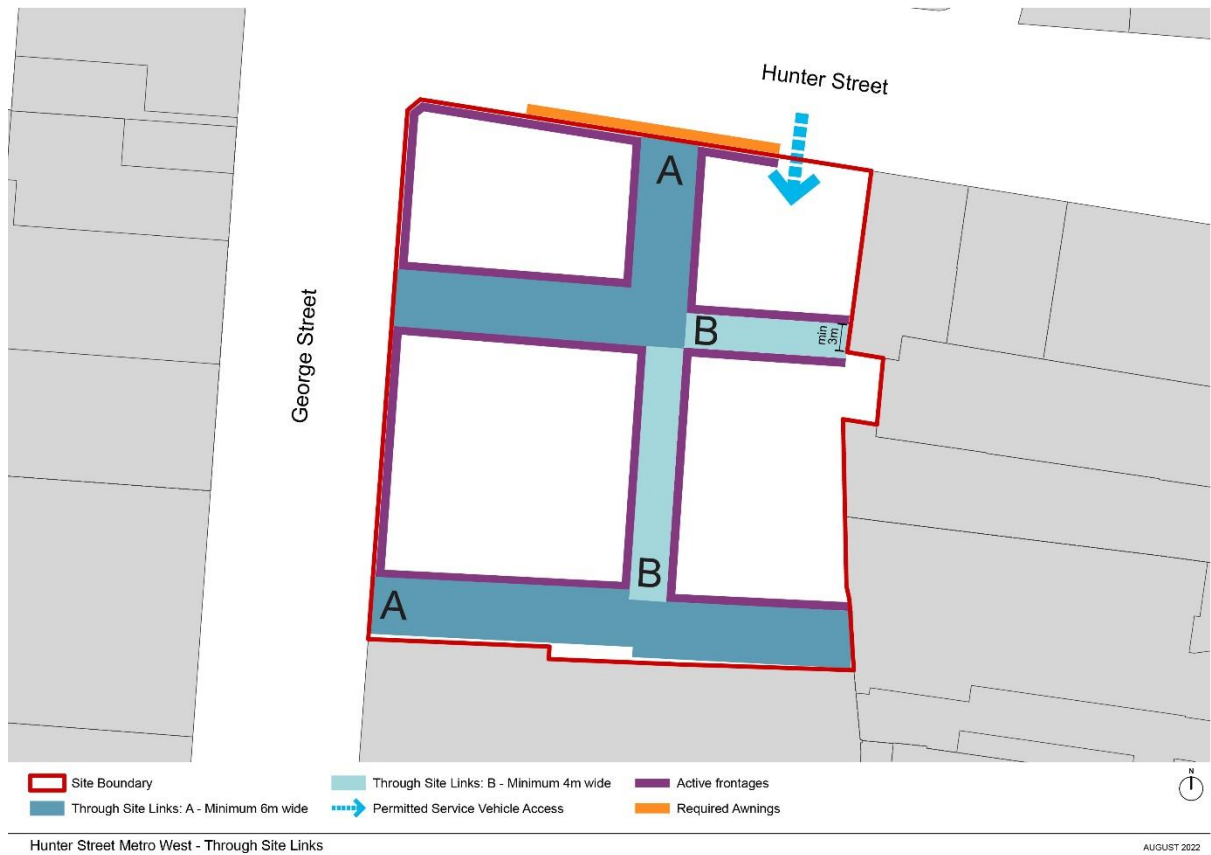 Hunter Street
A
George Street
B
min
3m
B
A
Site Boundary
Through Site Links: B - Minimum 4m wide
Active frontages
N
Through Site Links: A - Minimum 6m wide
Permitted Service Vehicle Access
Required Awnings
Hunter Street Metro West - Through Site Links
AUGUST 2022